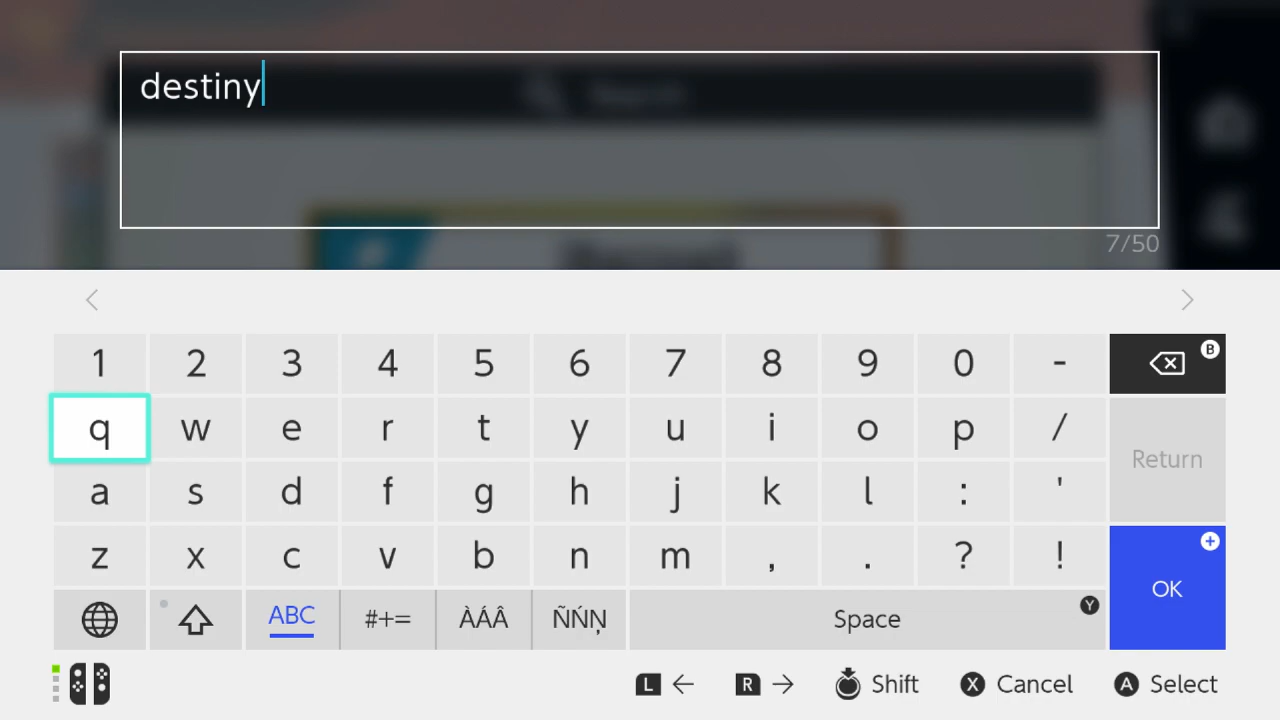 destiny
7/50
1 2 3 4 5 6 7 8 9 0 - B
q w e r t y u i o p /
Return
a s d f g h j k l : '
z x c v b n m , . ? ! +
OK
ABC #+= ÀÁÂ ÑŃŅ Space Y
L ← R → Shift X Cancel A Select